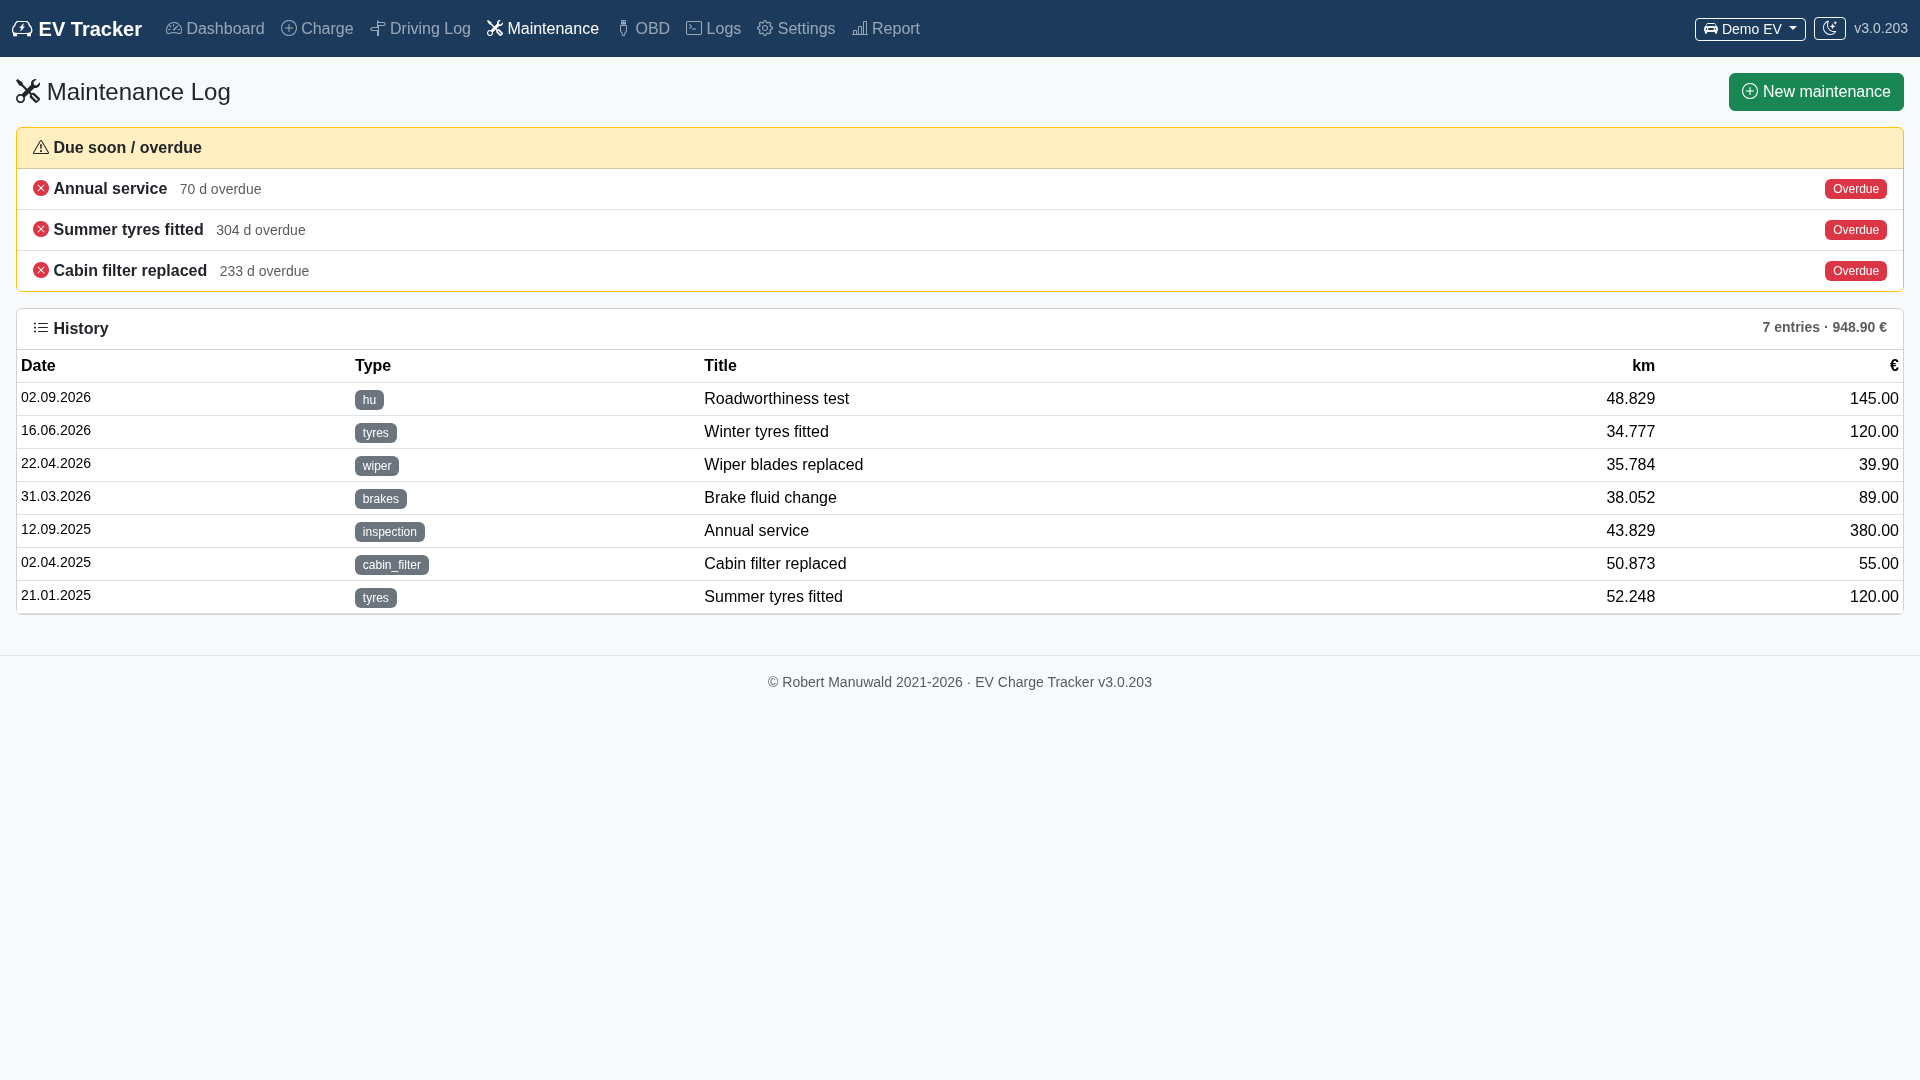 EV Tracker Dashboard Charge Driving Log Maintenance OBD Logs Settings Report Demo EV v3.0.203
Maintenance Log New maintenance
Due soon / overdue
Annual service 70 d overdue Overdue
Summer tyres fitted 304 d overdue Overdue
Cabin filter replaced 233 d overdue Overdue
History 7 entries · 948.90 €
Date Type Title km €
02.09.2026 hu Roadworthiness test 48.829 145.00
16.06.2026 tyres Winter tyres fitted 34.777 120.00
22.04.2026 wiper Wiper blades replaced 35.784 39.90
31.03.2026 brakes Brake fluid change 38.052 89.00
12.09.2025 inspection Annual service 43.829 380.00
02.04.2025 cabin_filter Cabin filter replaced 50.873 55.00
21.01.2025 tyres Summer tyres fitted 52.248 120.00
© Robert Manuwald 2021-2026 · EV Charge Tracker v3.0.203